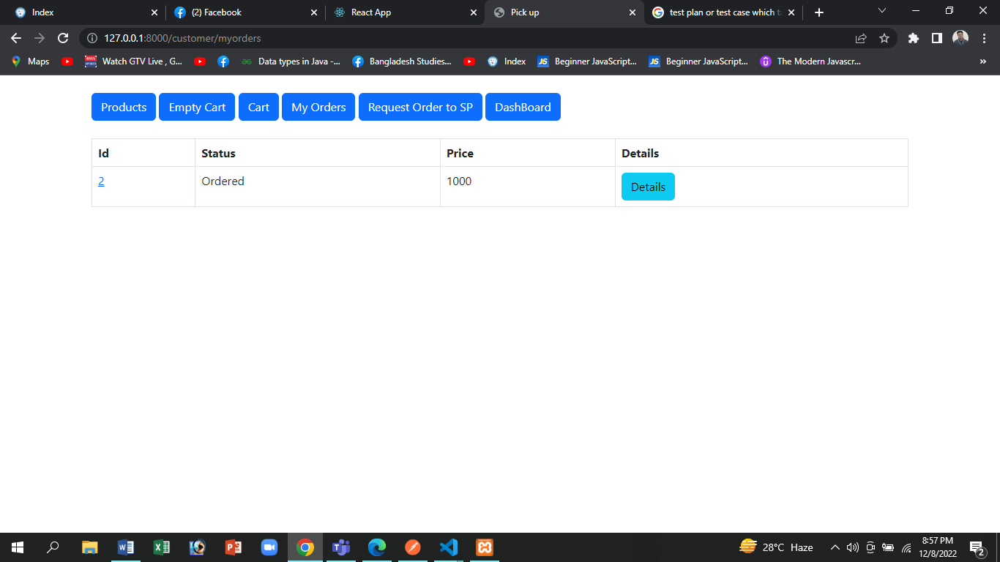 Index
(2) Facebook
React App
Pick up
test plan or test case which t
127.0.0.1:8000/customer/myorders
Maps
Watch GTV Live , G...
Data types in Java -...
Bangladesh Studies...
Index
JS Beginner JavaScript...
JS Beginner JavaScript...
The Modern Javascr...
Products
Empty Cart
Cart
My Orders
Request Order to SP
DashBoard
Id Status Price Details
2 Ordered 1000 Details
28°C Haze
8:57 PM
12/8/2022
2